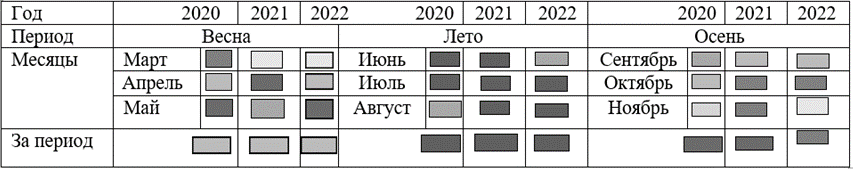 Год 2020 2021 2022 2020 2021 2022 2020 2021 2022
Период Весна Лето Осень
Месяцы Март Июнь Сентябрь
Апрель Июль Октябрь
Май Август Ноябрь
За период